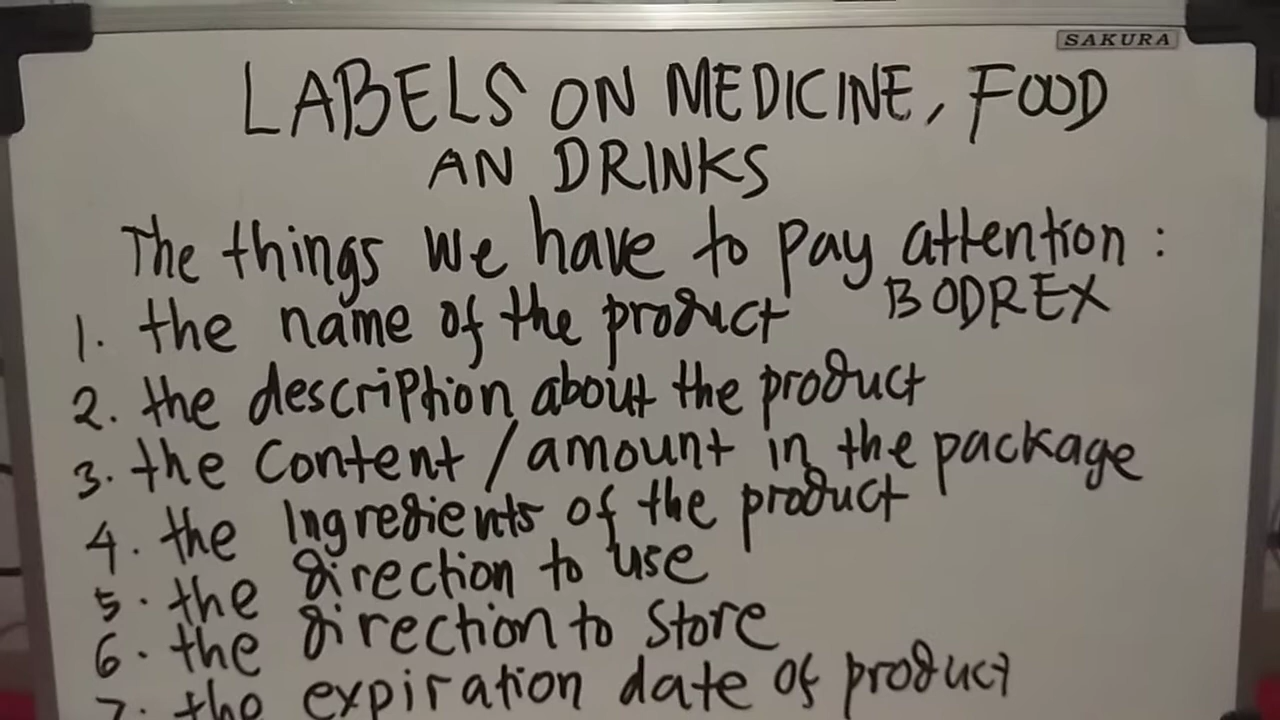 SAKURA
LABELS ON MEDICINE, FOOD
AN DRINKS
The things we have to pay attention :
1. the name of the product BODREX
2. the description about the product
3. the content / amount in the package
4. the Ingredients of the product
5. the direction to use
6. the direction to store
7. the expiration date of product